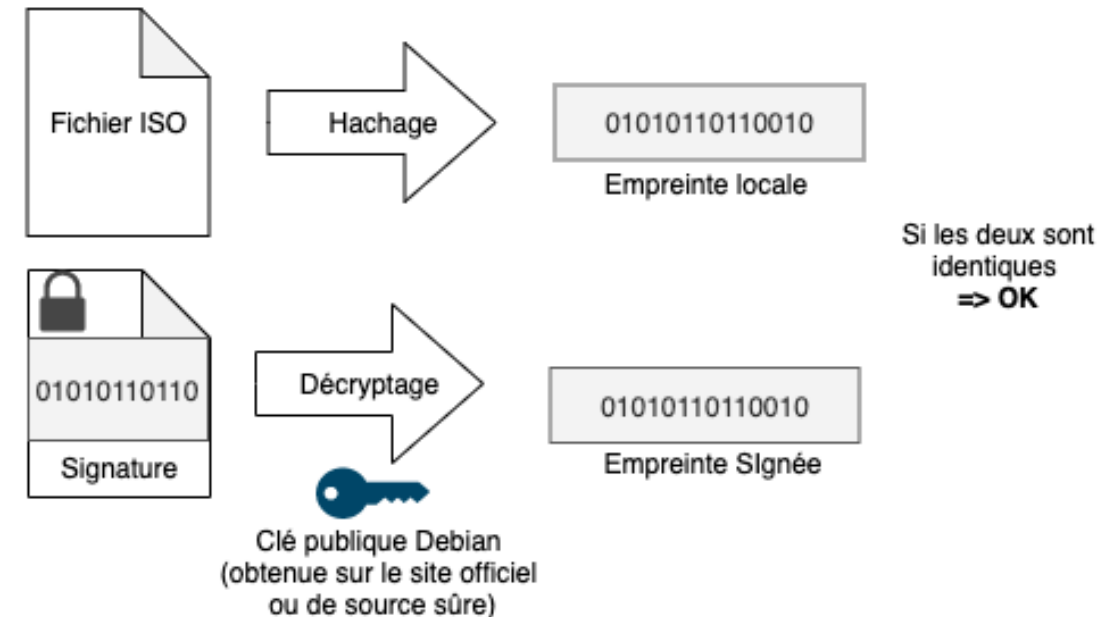 Fichier ISO
Hachage
01010110110010
Empreinte locale
Si les deux sont
identiques
=> OK
01010110110
Signature
Décryptage
01010110110010
Empreinte SIgnée
Clé publique Debian
(obtenue sur le site officiel
ou de source sûre)